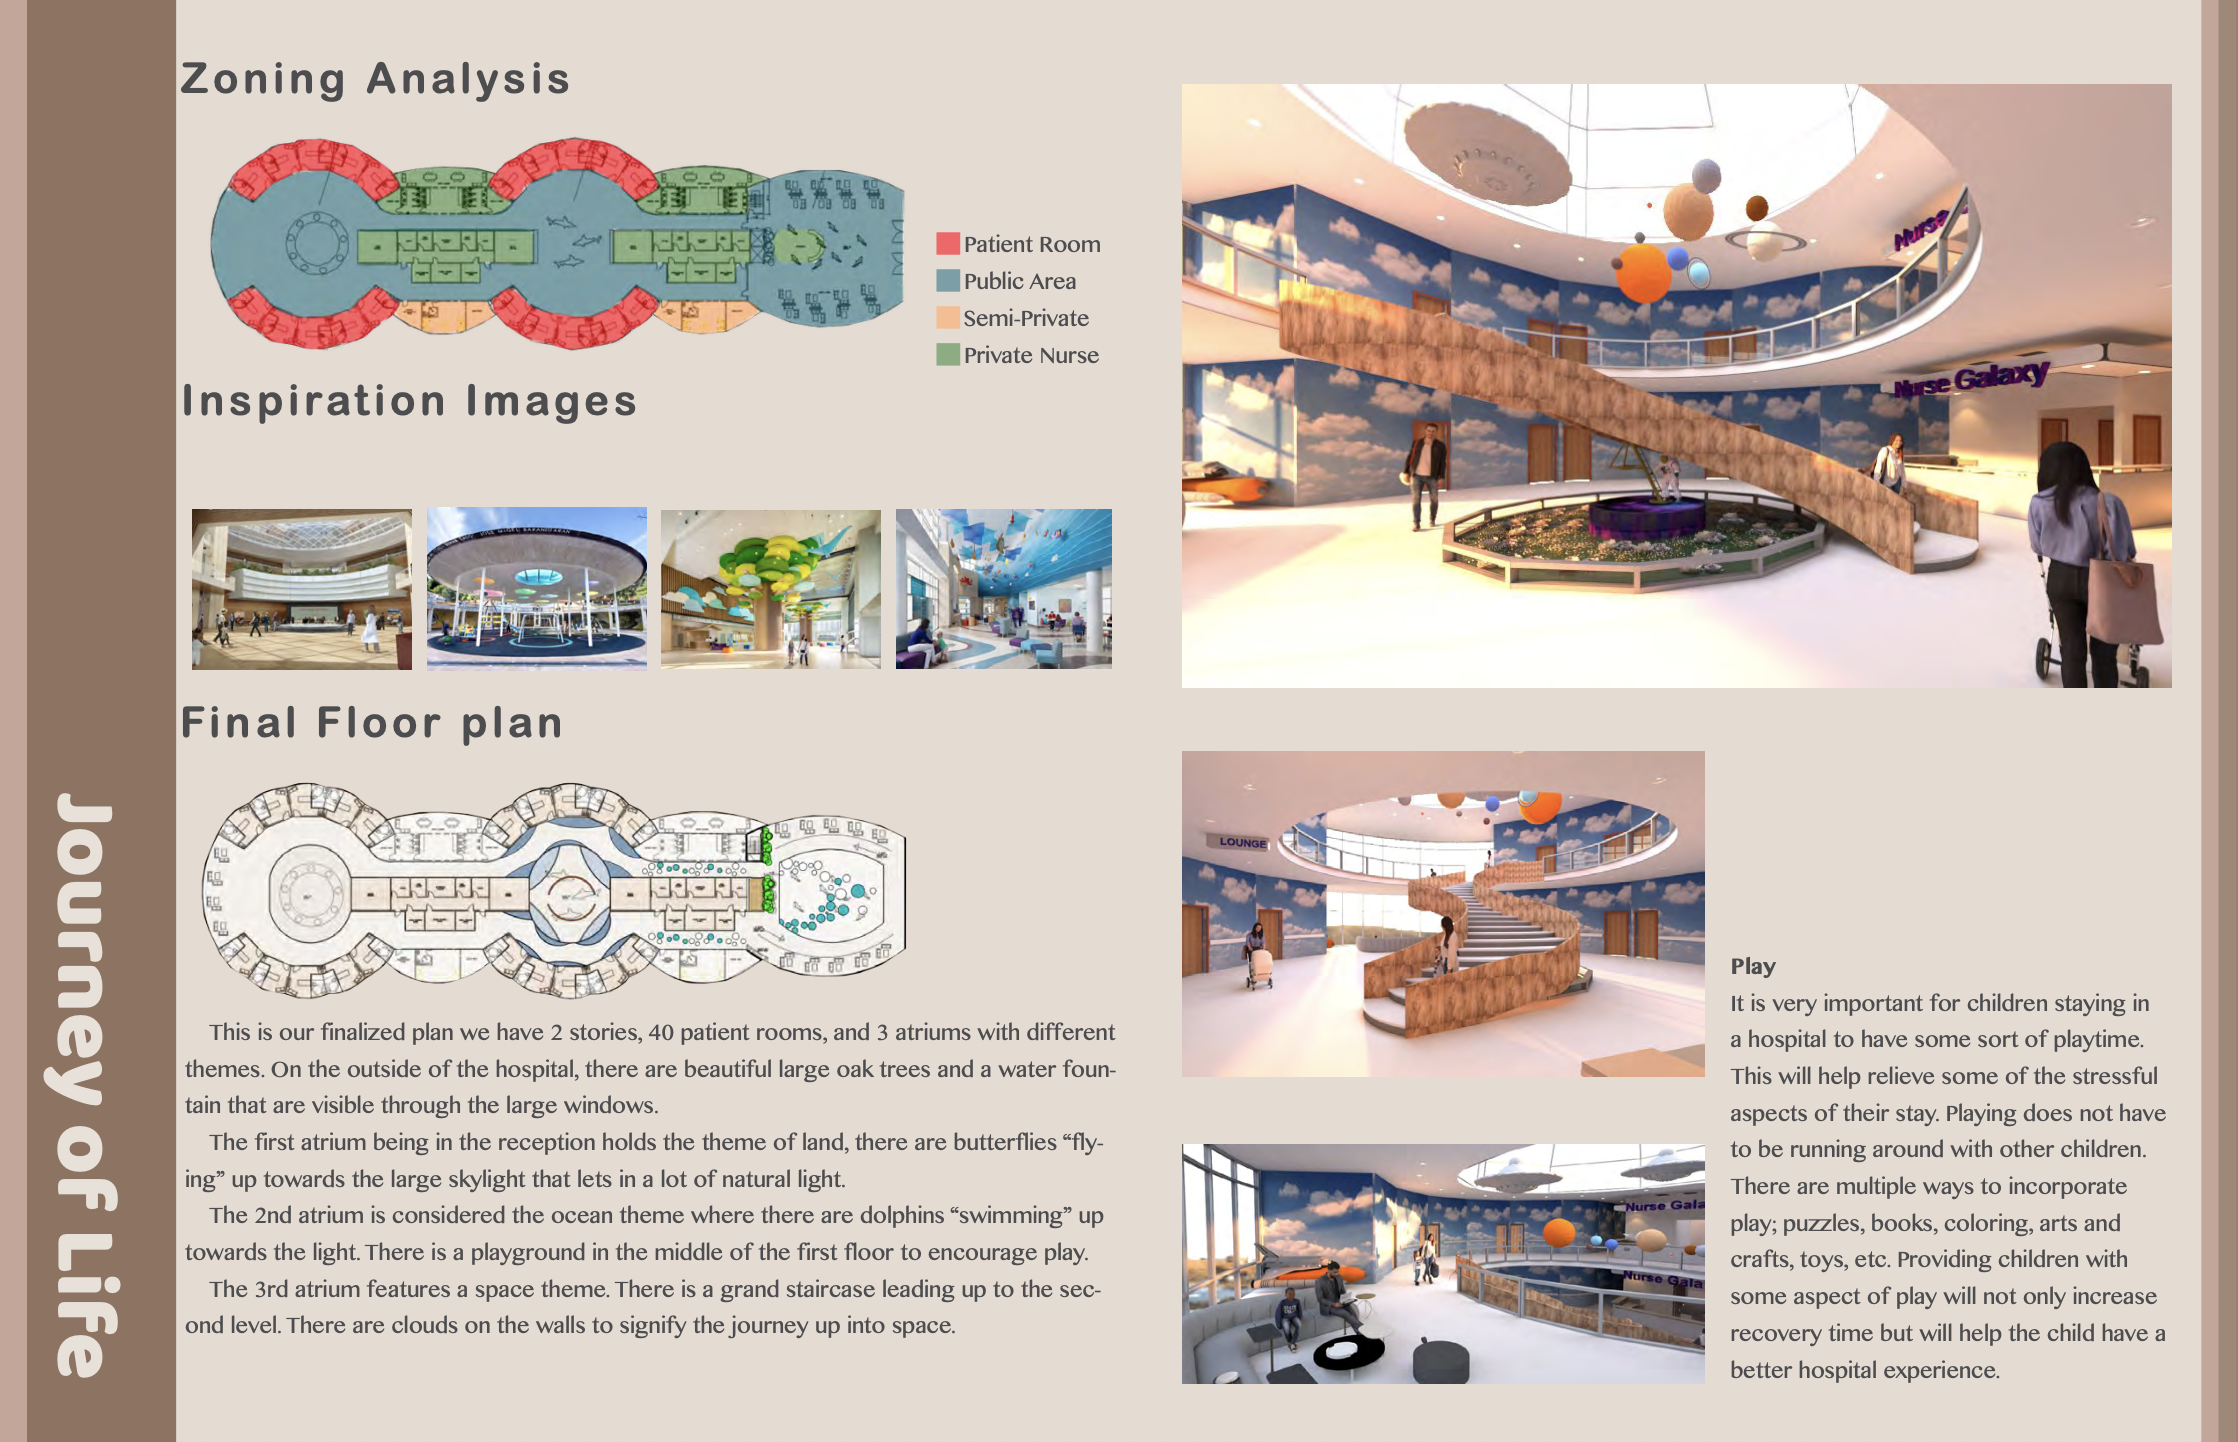 Journey of Life
Zoning Analysis
Patient Room
Public Area
Semi-Private
Private Nurse
Inspiration Images
Final Floor plan
This is our finalized plan we have 2 stories, 40 patient rooms, and 3 atriums with different
themes. On the outside of the hospital, there are beautiful large oak trees and a water foun-
tain that are visible through the large windows.
The first atrium being in the reception holds the theme of land, there are butterflies “fly-
ing” up towards the large skylight that lets in a lot of natural light.
The 2nd atrium is considered the ocean theme where there are dolphins “swimming” up
towards the light. There is a playground in the middle of the first floor to encourage play.
The 3rd atrium features a space theme. There is a grand staircase leading up to the sec-
ond level. There are clouds on the walls to signify the journey up into space.
Nurse
Nurse Galaxy
LOUNGE
Nurse Gala
Nurse Gala
Play
It is very important for children staying in
a hospital to have some sort of playtime.
This will help relieve some of the stressful
aspects of their stay. Playing does not have
to be running around with other children.
There are multiple ways to incorporate
play; puzzles, books, coloring, arts and
crafts, toys, etc. Providing children with
some aspect of play will not only increase
recovery time but will help the child have a
better hospital experience.